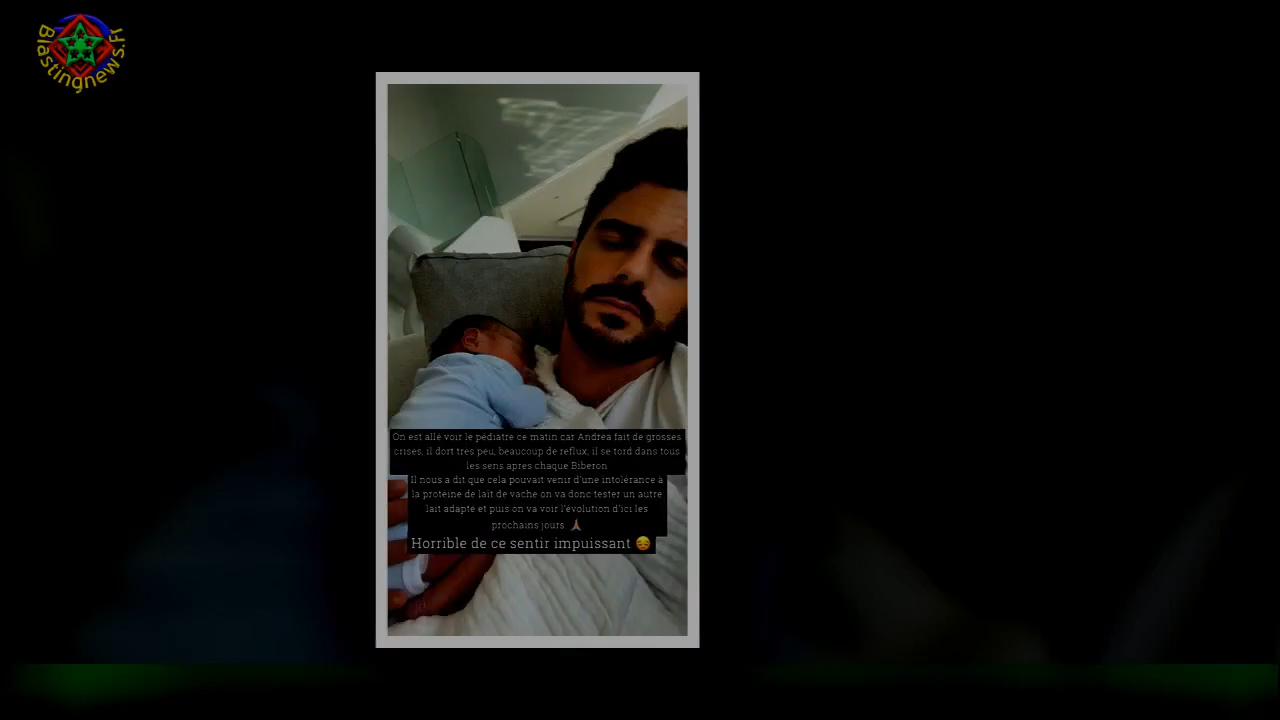 Blastingnews.Fr
On est allé voir le pédiatre ce matin car Andrea fait de grosses
crises, il dort tres peu, beaucoup de reflux, il se tord dans tous
les sens apres chaque Biberon
Il nous a dit que cela pouvait venir d'une intolérance à
la proteine de lait de vache on va donc tester un autre
lait adapte et puis on va voir l'évolution d'ici les
prochains jours 🙏🏽
Horrible de ce sentir impuissant 😔